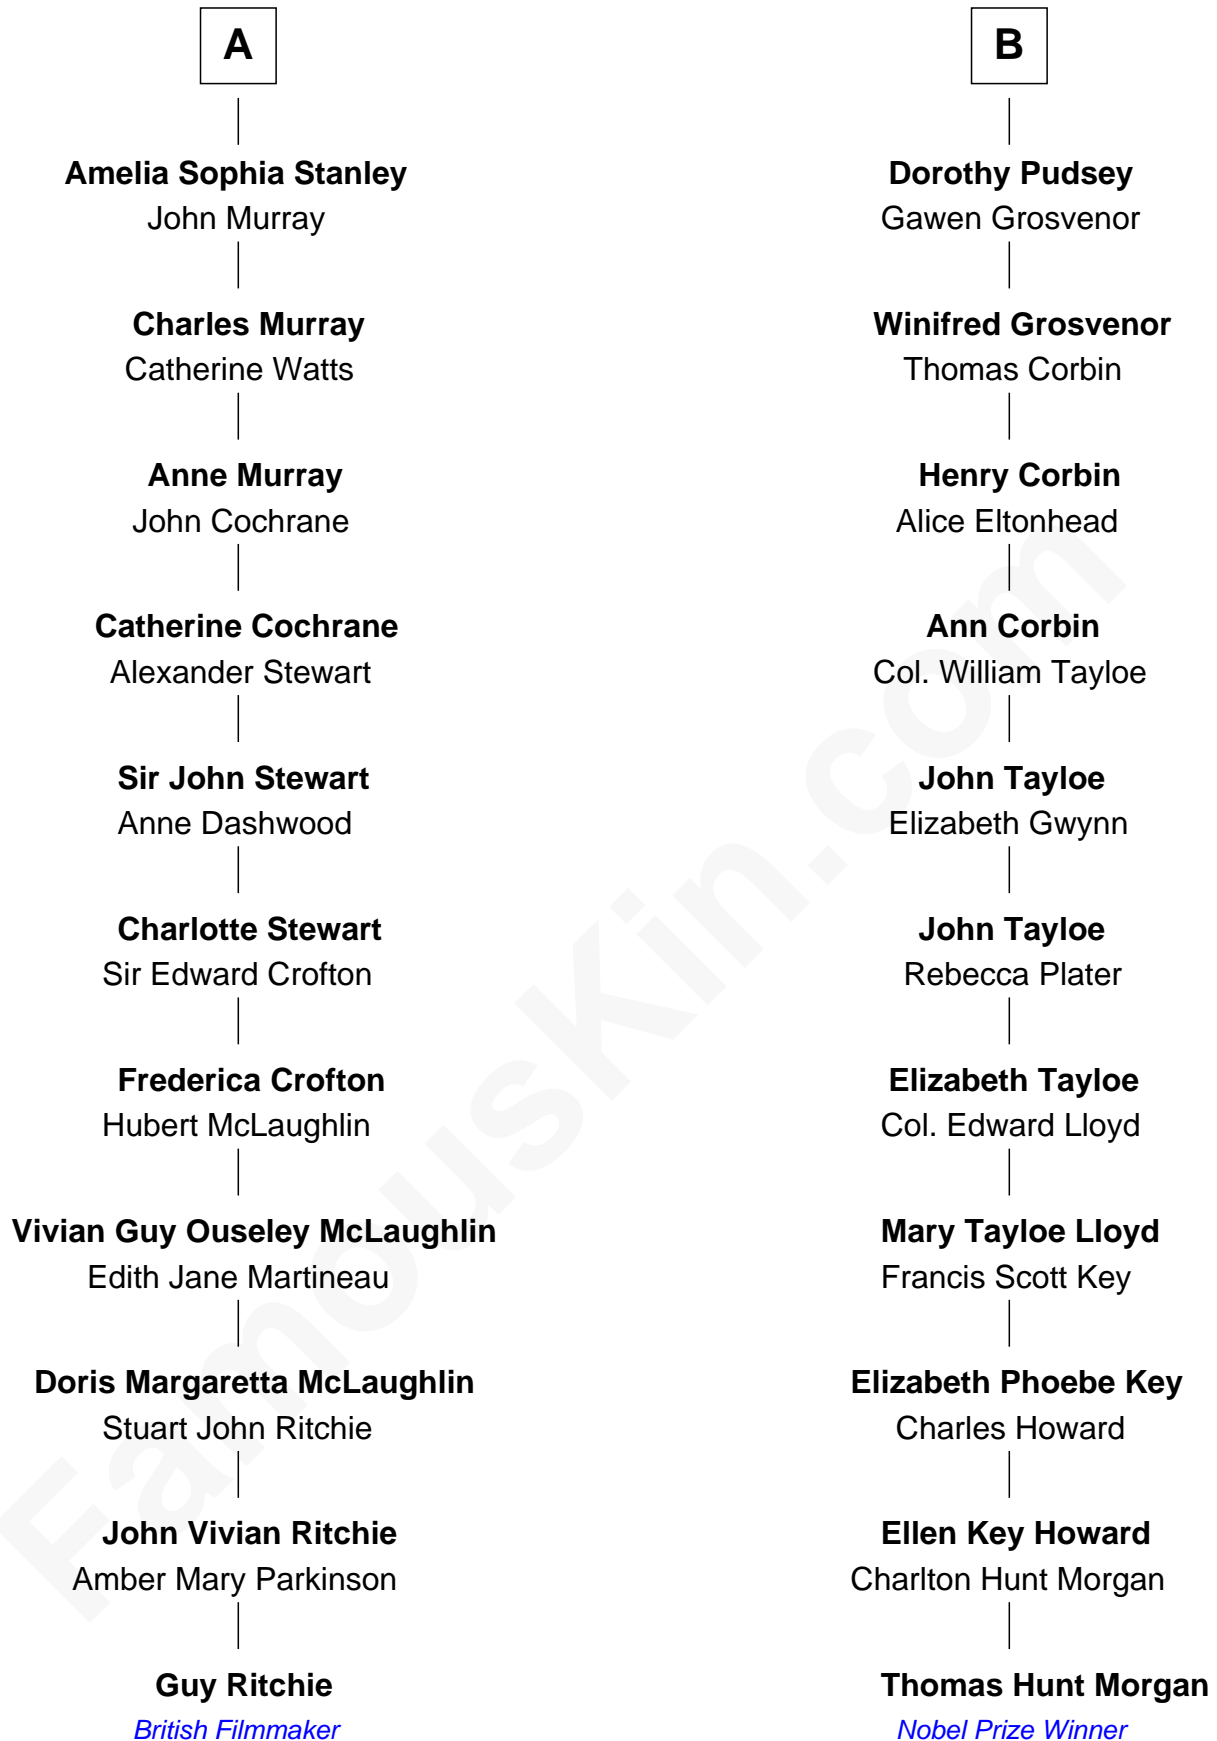 A
Amelia Sophia Stanley
John Murray
Charles Murray
Catherine Watts
Anne Murray
John Cochrane
Catherine Cochrane
Alexander Stewart
Sir John Stewart
Anne Dashwood
Charlotte Stewart
Sir Edward Crofton
Frederica Crofton
Hubert McLaughlin
Vivian Guy Ouseley McLaughlin
Edith Jane Martineau
Doris Margaretta McLaughlin
Stuart John Ritchie
John Vivian Ritchie
Amber Mary Parkinson
Guy Ritchie
British Filmmaker
B
Dorothy Pudsey
Gawen Grosvenor
Winifred Grosvenor
Thomas Corbin
Henry Corbin
Alice Eltonhead
Ann Corbin
Col. William Tayloe
John Tayloe
Elizabeth Gwynn
John Tayloe
Rebecca Plater
Elizabeth Tayloe
Col. Edward Lloyd
Mary Tayloe Lloyd
Francis Scott Key
Elizabeth Phoebe Key
Charles Howard
Ellen Key Howard
Charlton Hunt Morgan
Thomas Hunt Morgan
Nobel Prize Winner
FamousKin.com